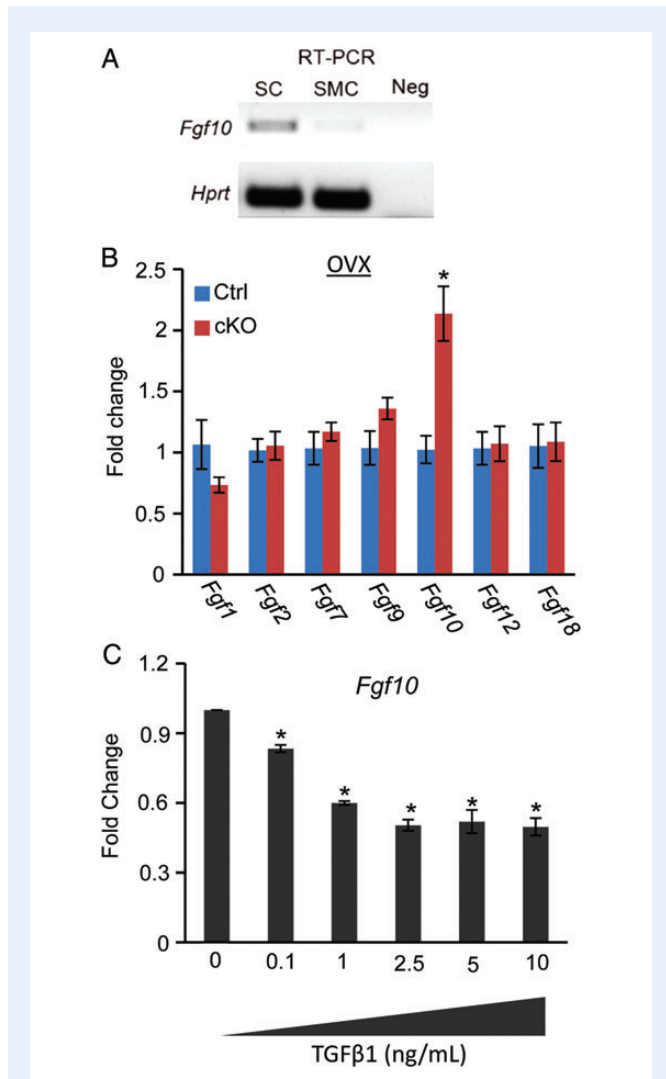 A
RT-PCR
SC SMC Neg
Fgf10
Hprt
B
OVX
Ctrl
cKO
*
Fold change
2.5
2
1.5
1
0.5
0
Fgf1 Fgf2 Fgf7 Fgf9 Fgf10 Fgf12 Fgf18
C
Fgf10
Fold Change
1.2
0.9
0.6
0.3
0
* * * * *
0 0.1 1 2.5 5 10
TGFβ1 (ng/mL)